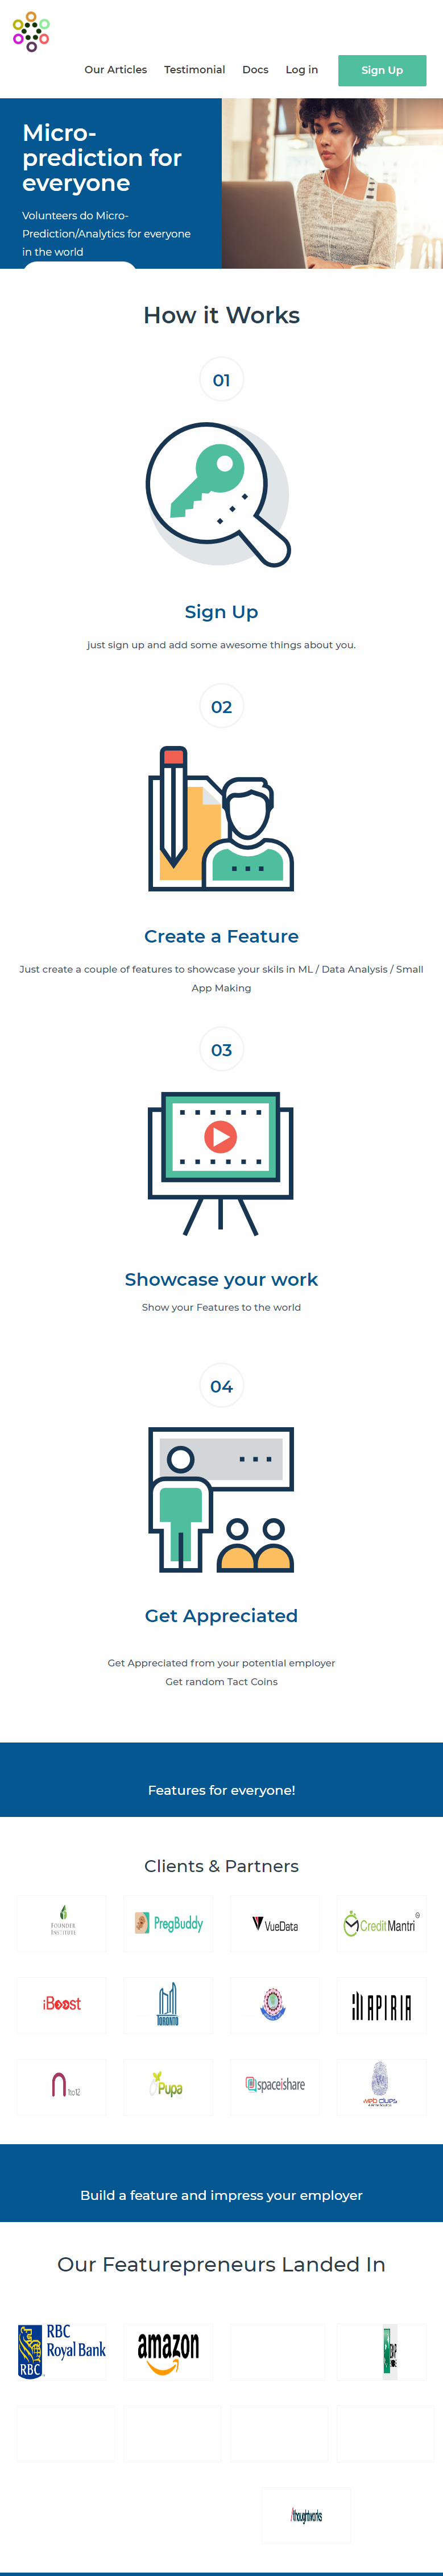 Our Articles Testimonial Docs Log in Sign Up
Micro-
prediction for
everyone
Volunteers do Micro-
Prediction/Analytics for everyone
in the world
How it Works
01
Sign Up
just sign up and add some awesome things about you.
02
Create a Feature
Just create a couple of features to showcase your skils in ML / Data Analysis / Small
App Making
03
Showcase your work
Show your Features to the world
04
Get Appreciated
Get Appreciated from your potential employer
Get random Tact Coins
Features for everyone!
Clients & Partners
FOUNDER
INSTITUTE
PregBuddy
VueData
CreditMantri
iBoost
TORONTO
APIRIA
n 1to12
Pupa
spaceishare
web clups
Build a feature and impress your employer
Our Featurepreneurs Landed In
RBC
Royal Bank
RBC
amazon
thoughtworks